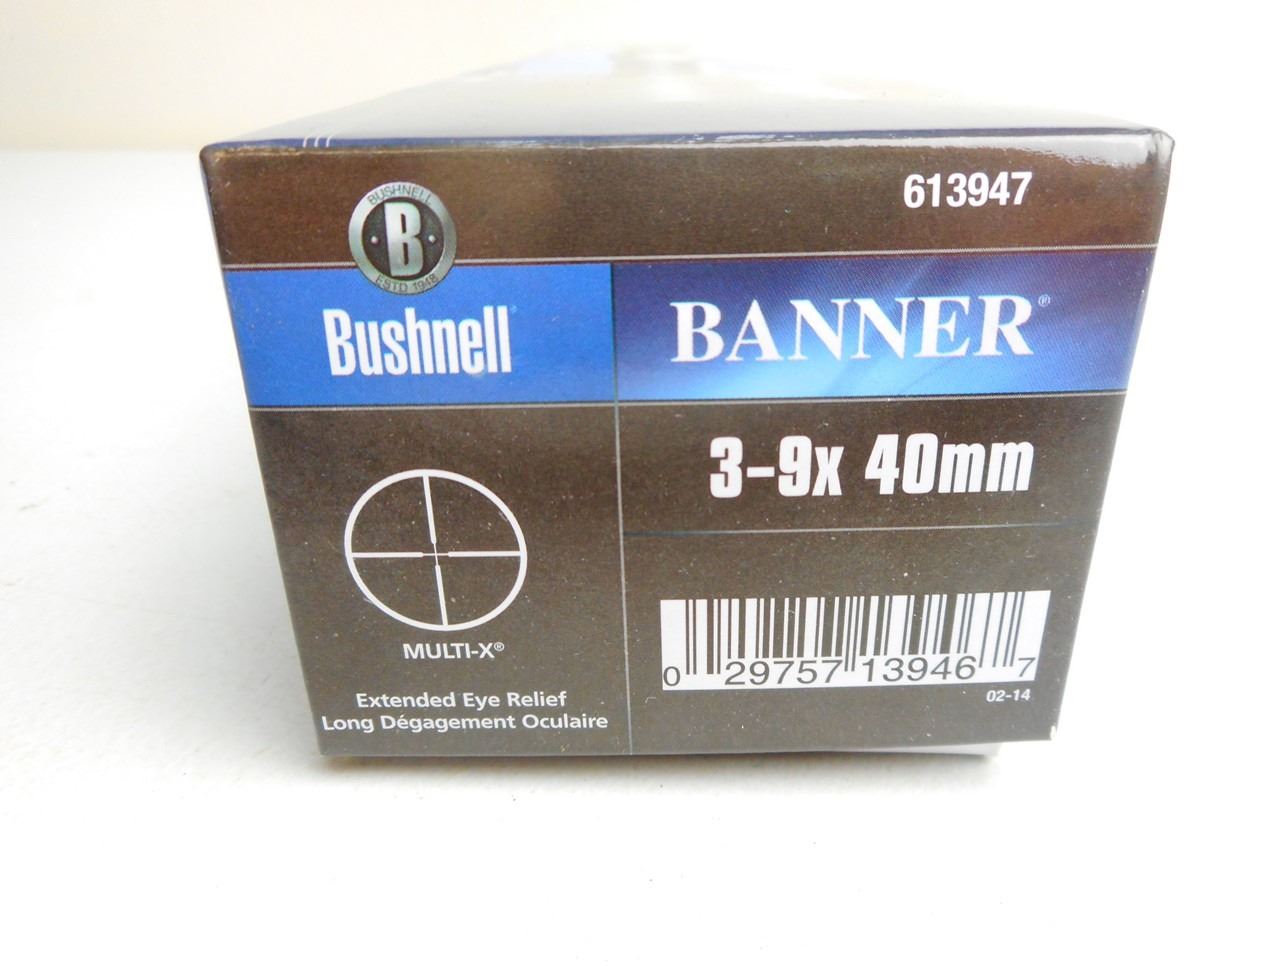 613947
BUSHNELL
B
ESTD 1948
Bushnell
BANNER®
3-9x 40mm
MULTI-X®
Extended Eye Relief
Long Dégagement Oculaire
0 29757 13946 7
02-14